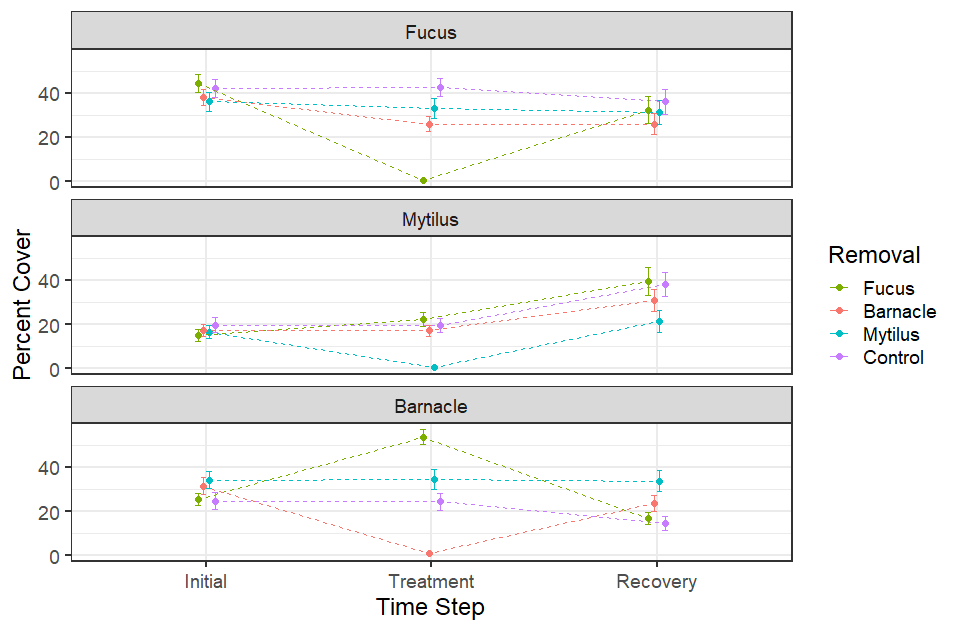 Fucus
40
20
0
Mytilus
40
20
0
Barnacle
40
20
0
Initial
Treatment
Recovery
Time Step
Percent Cover
Removal
Fucus
Barnacle
Mytilus
Control